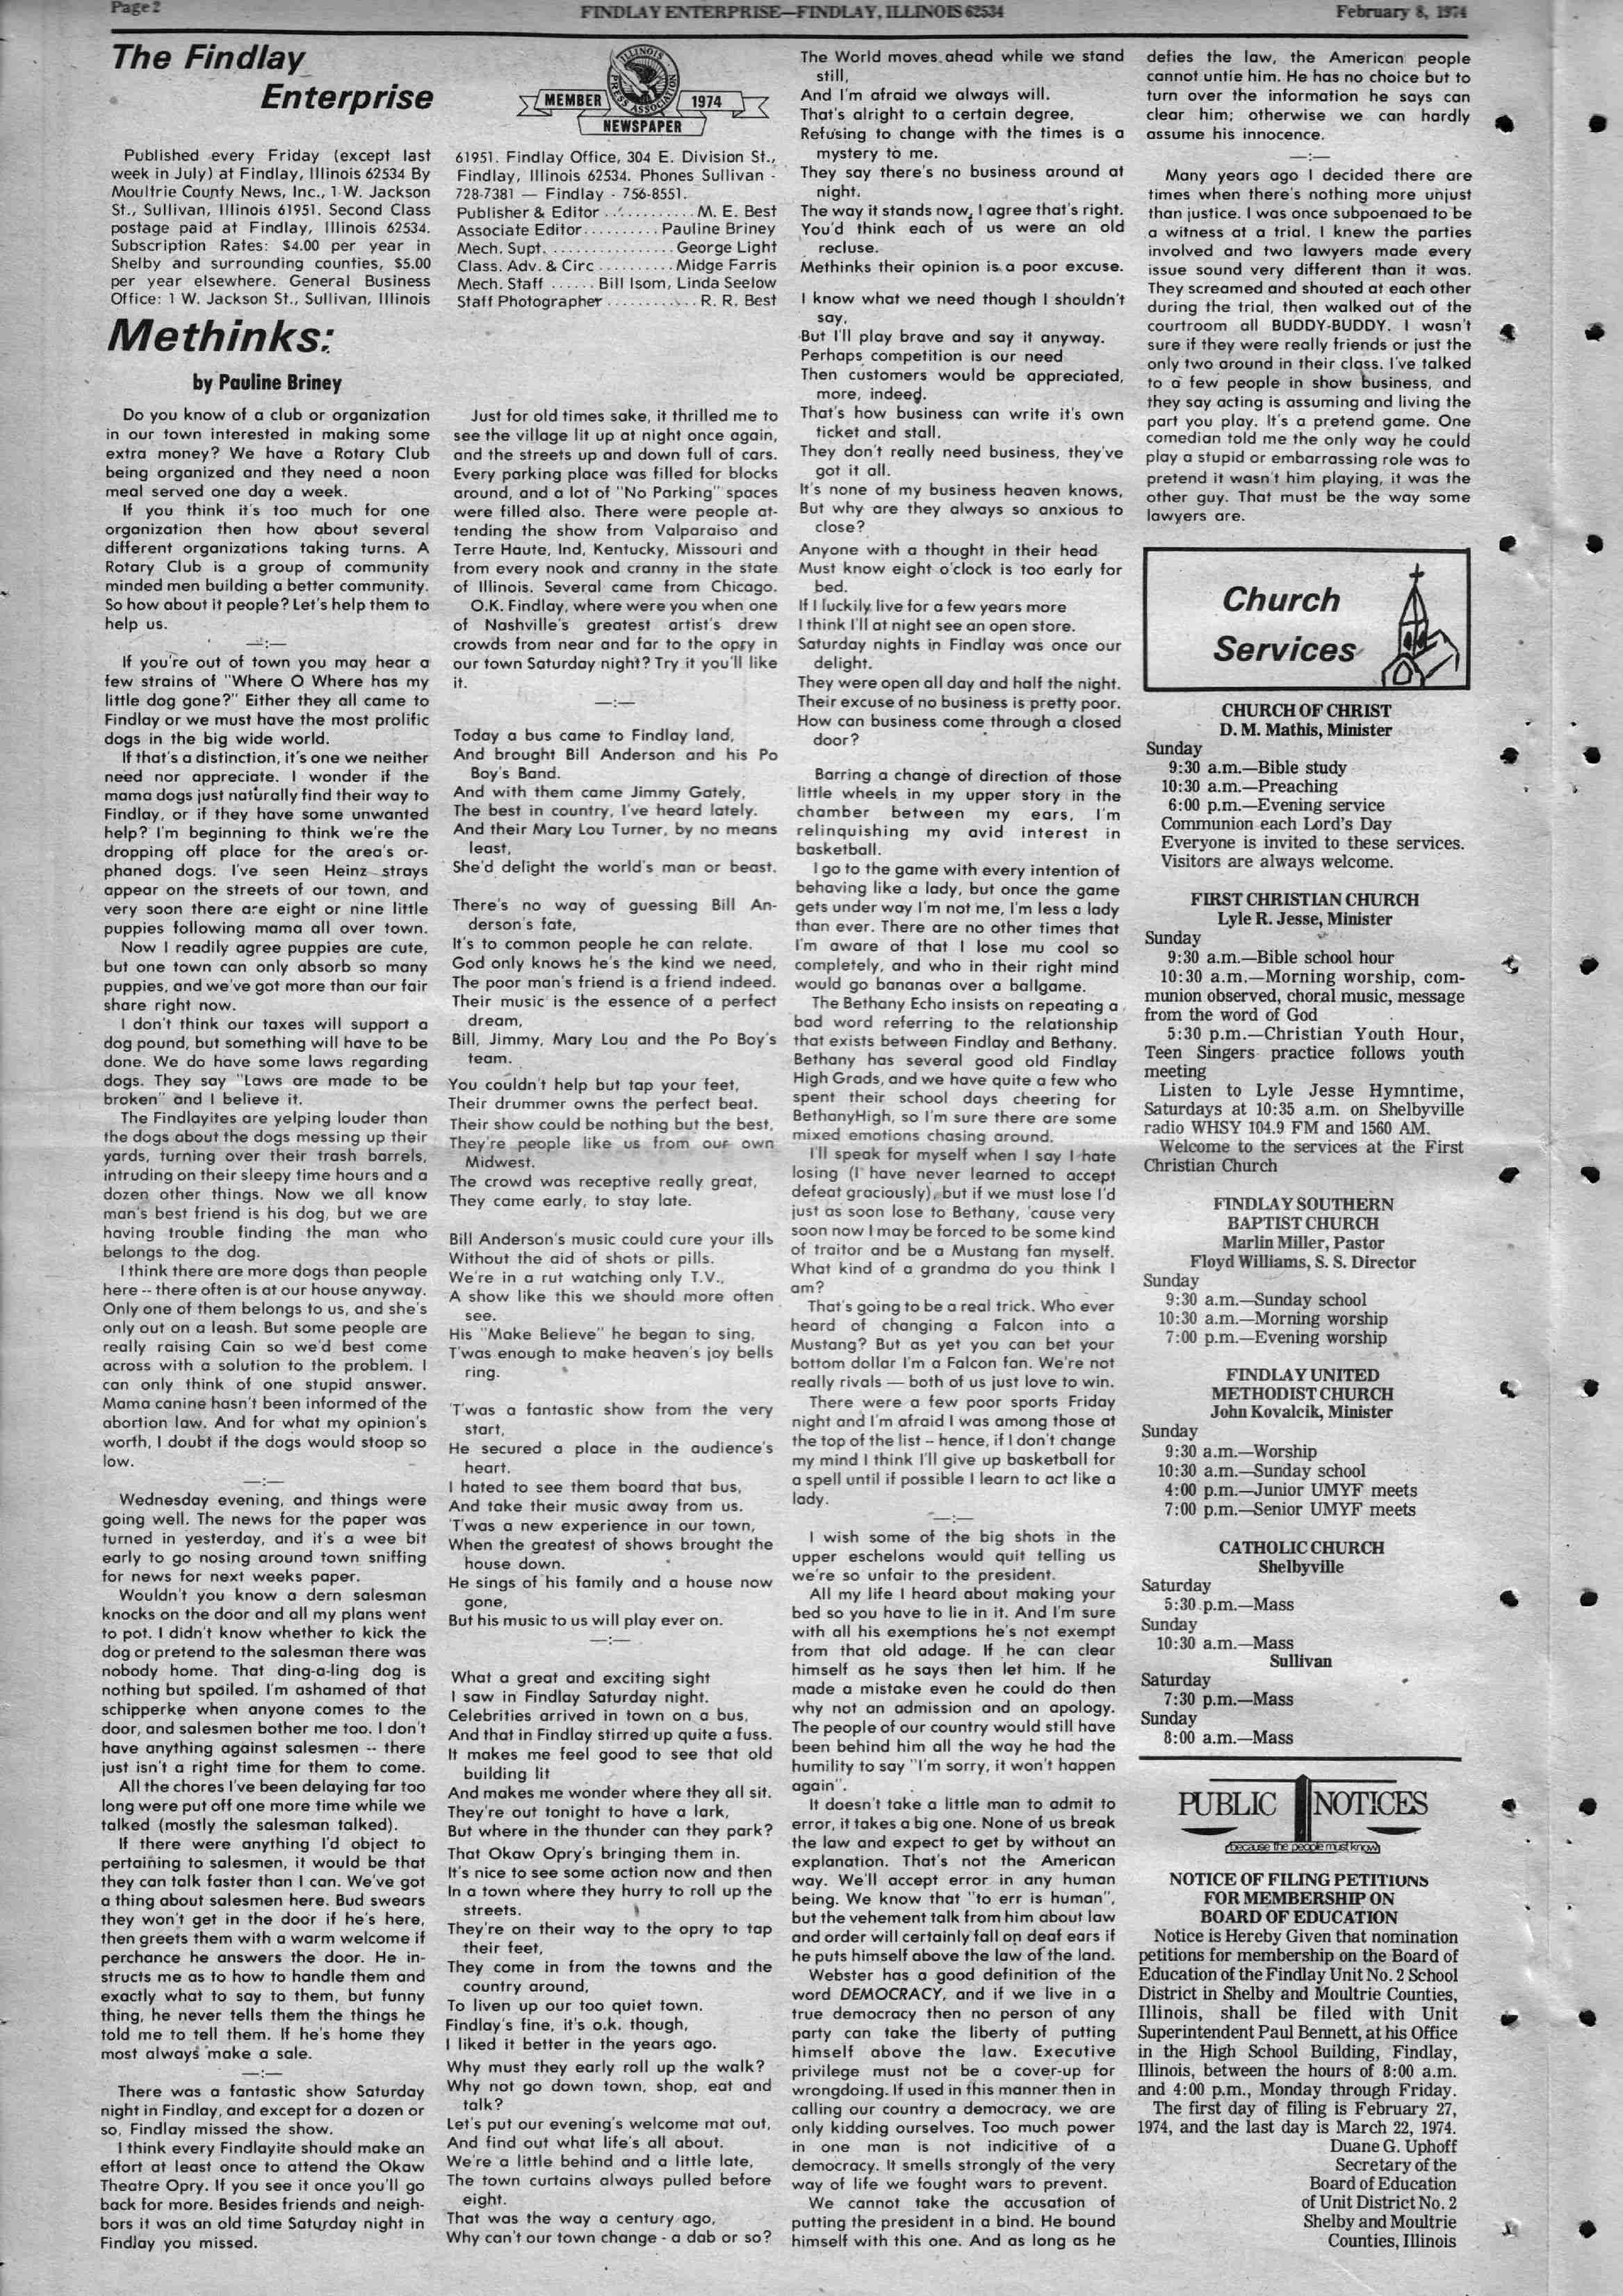 Page 2
FINDLAY ENTERPRISE—FINDLAY, ILLINOIS 62534
February 8, 1974
The Findlay
Enterprise
ILLINOIS PRESS ASSOCIATION
MEMBER
1974
NEWSPAPER
Published every Friday (except last
week in July) at Findlay, Illinois 62534 By
Moultrie County News, Inc., 1 W. Jackson
St., Sullivan, Illinois 61951. Second Class
postage paid at Findlay, Illinois 62534.
Subscription Rates: $4.00 per year in
Shelby and surrounding counties, $5.00
per year elsewhere. General Business
Office: 1 W. Jackson St., Sullivan, Illinois
61951. Findlay Office, 304 E. Division St.,
Findlay, Illinois 62534. Phones Sullivan -
728-7381 — Findlay - 756-8551.
Publisher & Editor ............ M. E. Best
Associate Editor.......... Pauline Briney
Mech. Supt. ................ George Light
Class. Adv. & Circ .......... Midge Farris
Mech. Staff ...... Bill Isom, Linda Seelow
Staff Photographer ............ R. R. Best
Methinks:
by Pauline Briney
Do you know of a club or organization
in our town interested in making some
extra money? We have a Rotary Club
being organized and they need a noon
meal served one day a week.
If you think it's too much for one
organization then how about several
different organizations taking turns. A
Rotary Club is a group of community
minded men building a better community.
So how about it people? Let's help them to
help us.
—:—
If you're out of town you may hear a
few strains of "Where O Where has my
little dog gone?" Either they all came to
Findlay or we must have the most prolific
dogs in the big wide world.
If that's a distinction, it's one we neither
need nor appreciate. I wonder if the
mama dogs just naturally find their way to
Findlay, or if they have some unwanted
help? I'm beginning to think we're the
dropping off place for the area's or-
phaned dogs. I've seen Heinz strays
appear on the streets of our town, and
very soon there are eight or nine little
puppies following mama all over town.
Now I readily agree puppies are cute,
but one town can only absorb so many
puppies, and we've got more than our fair
share right now.
I don't think our taxes will support a
dog pound, but something will have to be
done. We do have some laws regarding
dogs. They say "Laws are made to be
broken" and I believe it.
The Findlayites are yelping louder than
the dogs about the dogs messing up their
yards, turning over their trash barrels,
intruding on their sleepy time hours and a
dozen other things. Now we all know
man's best friend is his dog, but we are
having trouble finding the man who
belongs to the dog.
I think there are more dogs than people
here -- there often is at our house anyway.
Only one of them belongs to us, and she's
only out on a leash. But some people are
really raising Cain so we'd best come
across with a solution to the problem. I
can only think of one stupid answer.
Mama canine hasn't been informed of the
abortion law. And for what my opinion's
worth, I doubt if the dogs would stoop so
low.
—:—
Wednesday evening, and things were
going well. The news for the paper was
turned in yesterday, and it's a wee bit
early to go nosing around town sniffing
for news for next weeks paper.
Wouldn't you know a dern salesman
knocks on the door and all my plans went
to pot. I didn't know whether to kick the
dog or pretend to the salesman there was
nobody home. That ding-a-ling dog is
nothing but spoiled. I'm ashamed of that
schipperke when anyone comes to the
door, and salesmen bother me too. I don't
have anything against salesmen -- there
just isn't a right time for them to come.
All the chores I've been delaying far too
long were put off one more time while we
talked (mostly the salesman talked).
If there were anything I'd object to
pertaining to salesmen, it would be that
they can talk faster than I can. We've got
a thing about salesmen here. Bud swears
they won't get in the door if he's here,
then greets them with a warm welcome if
perchance he answers the door. He in-
structs me as to how to handle them and
exactly what to say to them, but funny
thing, he never tells them the things he
told me to tell them. If he's home they
most always make a sale.
—:—
There was a fantastic show Saturday
night in Findlay, and except for a dozen or
so, Findlay missed the show.
I think every Findlayite should make an
effort at least once to attend the Okaw
Theatre Opry. If you see it once you'll go
back for more. Besides friends and neigh-
bors it was an old time Saturday night in
Findlay you missed.
Just for old times sake, it thrilled me to
see the village lit up at night once again,
and the streets up and down full of cars.
Every parking place was filled for blocks
around, and a lot of "No Parking" spaces
were filled also. There were people at-
tending the show from Valparaiso and
Terre Haute, Ind, Kentucky, Missouri and
from every nook and cranny in the state
of Illinois. Several came from Chicago.
O.K. Findlay, where were you when one
of Nashville's greatest artist's drew
crowds from near and far to the opry in
our town Saturday night? Try it you'll like
it.
—:—
Today a bus came to Findlay land,
And brought Bill Anderson and his Po
Boy's Band.
And with them came Jimmy Gately,
The best in country, I've heard lately.
And their Mary Lou Turner, by no means
least,
She'd delight the world's man or beast.
There's no way of guessing Bill An-
derson's fate,
It's to common people he can relate.
God only knows he's the kind we need,
The poor man's friend is a friend indeed.
Their music is the essence of a perfect
dream,
Bill, Jimmy, Mary Lou and the Po Boy's
team.
You couldn't help but tap your feet,
Their drummer owns the perfect beat.
Their show could be nothing but the best,
They're people like us from our own
Midwest.
The crowd was receptive really great,
They came early, to stay late.
Bill Anderson's music could cure your ills
Without the aid of shots or pills.
We're in a rut watching only T.V.,
A show like this we should more often
see.
His "Make Believe" he began to sing,
T'was enough to make heaven's joy bells
ring.
'T'was a fantastic show from the very
start,
He secured a place in the audience's
heart.
I hated to see them board that bus,
And take their music away from us.
'T'was a new experience in our town,
When the greatest of shows brought the
house down.
He sings of his family and a house now
gone,
But his music to us will play ever on.
—:—
What a great and exciting sight
I saw in Findlay Saturday night.
Celebrities arrived in town on a bus,
And that in Findlay stirred up quite a fuss.
It makes me feel good to see that old
building lit
And makes me wonder where they all sit.
They're out tonight to have a lark,
But where in the thunder can they park?
That Okaw Opry's bringing them in.
It's nice to see some action now and then
In a town where they hurry to roll up the
streets.
They're on their way to the opry to tap
their feet,
They come in from the towns and the
country around,
To liven up our too quiet town.
Findlay's fine, it's o.k. though,
I liked it better in the years ago.
Why must they early roll up the walk?
Why not go down town, shop, eat and
talk?
Let's put our evening's welcome mat out,
And find out what life's all about.
We're a little behind and a little late,
The town curtains always pulled before
eight.
That was the way a century ago,
Why can't our town change - a dab or so?
The World moves ahead while we stand
still,
And I'm afraid we always will.
That's alright to a certain degree,
Refusing to change with the times is a
mystery to me.
They say there's no business around at
night.
The way it stands now, I agree that's right.
You'd think each of us were an old
recluse.
Methinks their opinion is a poor excuse.
I know what we need though I shouldn't
say,
But I'll play brave and say it anyway.
Perhaps competition is our need
Then customers would be appreciated,
more, indeed.
That's how business can write it's own
ticket and stall.
They don't really need business, they've
got it all.
It's none of my business heaven knows,
But why are they always so anxious to
close?
Anyone with a thought in their head
Must know eight o'clock is too early for
bed.
If I luckily live for a few years more
I think I'll at night see an open store.
Saturday nights in Findlay was once our
delight.
They were open all day and half the night.
Their excuse of no business is pretty poor.
How can business come through a closed
door?
Barring a change of direction of those
little wheels in my upper story in the
chamber between my ears, I'm
relinquishing my avid interest in
basketball.
I go to the game with every intention of
behaving like a lady, but once the game
gets under way I'm not me, I'm less a lady
than ever. There are no other times that
I'm aware of that I lose mu cool so
completely, and who in their right mind
would go bananas over a ballgame.
The Bethany Echo insists on repeating a
bad word referring to the relationship
that exists between Findlay and Bethany.
Bethany has several good old Findlay
High Grads, and we have quite a few who
spent their school days cheering for
BethanyHigh, so I'm sure there are some
mixed emotions chasing around.
I'll speak for myself when I say I hate
losing (I have never learned to accept
defeat graciously), but if we must lose I'd
just as soon lose to Bethany, 'cause very
soon now I may be forced to be some kind
of traitor and be a Mustang fan myself.
What kind of a grandma do you think I
am?
That's going to be a real trick. Who ever
heard of changing a Falcon into a
Mustang? But as yet you can bet your
bottom dollar I'm a Falcon fan. We're not
really rivals — both of us just love to win.
There were a few poor sports Friday
night and I'm afraid I was among those at
the top of the list -- hence, if I don't change
my mind I think I'll give up basketball for
a spell until if possible I learn to act like a
lady.
—:—
I wish some of the big shots in the
upper eschelons would quit telling us
we're so unfair to the president.
All my life I heard about making your
bed so you have to lie in it. And I'm sure
with all his exemptions he's not exempt
from that old adage. If he can clear
himself as he says then let him. If he
made a mistake even he could do then
why not an admission and an apology.
The people of our country would still have
been behind him all the way he had the
humility to say "I'm sorry, it won't happen
again".
It doesn't take a little man to admit to
error, it takes a big one. None of us break
the law and expect to get by without an
explanation. That's not the American
way. We'll accept error in any human
being. We know that "to err is human",
but the vehement talk from him about law
and order will certainly fall on deaf ears if
he puts himself above the law of the land.
Webster has a good definition of the
word DEMOCRACY, and if we live in a
true democracy then no person of any
party can take the liberty of putting
himself above the law. Executive
privilege must not be a cover-up for
wrongdoing. If used in this manner then in
calling our country a democracy, we are
only kidding ourselves. Too much power
in one man is not indicitive of a
democracy. It smells strongly of the very
way of life we fought wars to prevent.
We cannot take the accusation of
putting the president in a bind. He bound
himself with this one. And as long as he
defies the law, the American people
cannot untie him. He has no choice but to
turn over the information he says can
clear him; otherwise we can hardly
assume his innocence.
—:—
Many years ago I decided there are
times when there's nothing more unjust
than justice. I was once subpoenaed to be
a witness at a trial. I knew the parties
involved and two lawyers made every
issue sound very different than it was.
They screamed and shouted at each other
during the trial, then walked out of the
courtroom all BUDDY-BUDDY. I wasn't
sure if they were really friends or just the
only two around in their class. I've talked
to a few people in show business, and
they say acting is assuming and living the
part you play. It's a pretend game. One
comedian told me the only way he could
play a stupid or embarrassing role was to
pretend it wasn't him playing, it was the
other guy. That must be the way some
lawyers are.
Church
Services
CHURCH OF CHRIST
D. M. Mathis, Minister
Sunday
9:30 a.m.—Bible study
10:30 a.m.—Preaching
6:00 p.m.—Evening service
Communion each Lord's Day
Everyone is invited to these services.
Visitors are always welcome.
FIRST CHRISTIAN CHURCH
Lyle R. Jesse, Minister
Sunday
9:30 a.m.—Bible school hour
10:30 a.m.—Morning worship, com-
munion observed, choral music, message
from the word of God
5:30 p.m.—Christian Youth Hour,
Teen Singers practice follows youth
meeting
Listen to Lyle Jesse Hymntime,
Saturdays at 10:35 a.m. on Shelbyville
radio WHSY 104.9 FM and 1560 AM.
Welcome to the services at the First
Christian Church
FINDLAY SOUTHERN
BAPTIST CHURCH
Marlin Miller, Pastor
Floyd Williams, S. S. Director
Sunday
9:30 a.m.—Sunday school
10:30 a.m.—Morning worship
7:00 p.m.—Evening worship
FINDLAY UNITED
METHODIST CHURCH
John Kovalcik, Minister
Sunday
9:30 a.m.—Worship
10:30 a.m.—Sunday school
4:00 p.m.—Junior UMYF meets
7:00 p.m.—Senior UMYF meets
CATHOLIC CHURCH
Shelbyville
Saturday
5:30 p.m.—Mass
Sunday
10:30 a.m.—Mass
Sullivan
Saturday
7:30 p.m.—Mass
Sunday
8:00 a.m.—Mass
PUBLIC NOTICES
because the people must know
NOTICE OF FILING PETITIONS
FOR MEMBERSHIP ON
BOARD OF EDUCATION
Notice is Hereby Given that nomination
petitions for membership on the Board of
Education of the Findlay Unit No. 2 School
District in Shelby and Moultrie Counties,
Illinois, shall be filed with Unit
Superintendent Paul Bennett, at his Office
in the High School Building, Findlay,
Illinois, between the hours of 8:00 a.m.
and 4:00 p.m., Monday through Friday.
The first day of filing is February 27,
1974, and the last day is March 22, 1974.
Duane G. Uphoff
Secretary of the
Board of Education
of Unit District No. 2
Shelby and Moultrie
Counties, Illinois